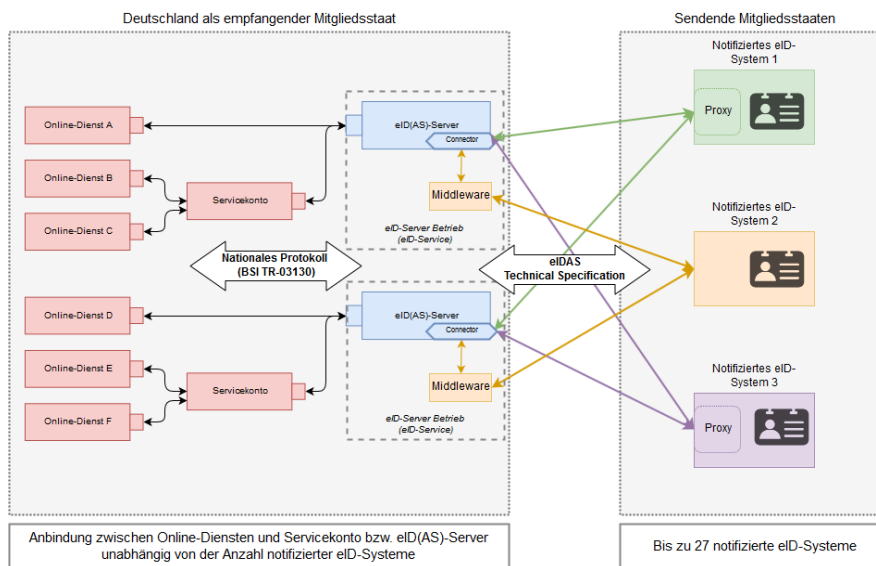 Deutschland als empfangender Mitgliedsstaat
Sendende Mitgliedsstaaten
Notifiziertes eID-
System 1
Proxy
Online-Dienst A
eID(AS)-Server
Connector
Online-Dienst B
Servicekonto
Middleware
Online-Dienst C
eID-Server Betrieb
(eID-Service)
Notifiziertes eID-
System 2
Nationales Protokoll
(BSI TR-03130)
eIDAS
Technical Specification
Online-Dienst D
eID(AS)-Server
Connector
Online-Dienst E
Servicekonto
Middleware
Online-Dienst F
eID-Server Betrieb
(eID-Service)
Notifiziertes eID-
System 3
Proxy
Anbindung zwischen Online-Diensten und Servicekonto bzw. eID(AS)-Server
unabhängig von der Anzahl notifizierter eID-Systeme
Bis zu 27 notifizierte eID-Systeme